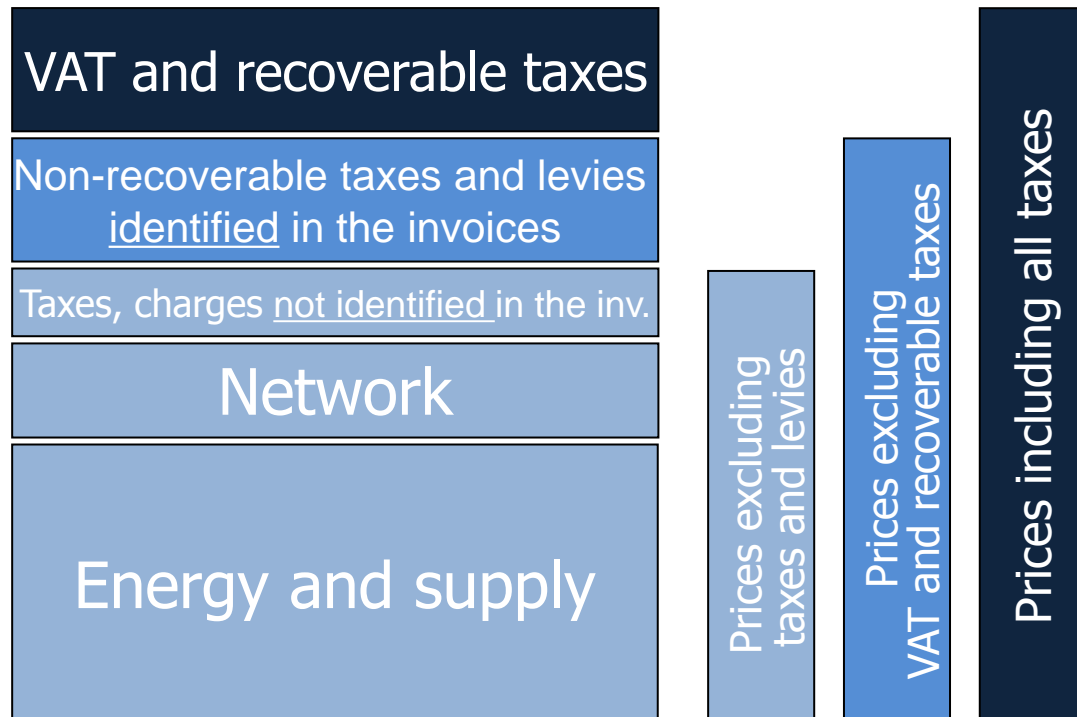 VAT and recoverable taxes
Non-recoverable taxes and levies
identified in the invoices
Taxes, charges not identified in the inv.
Network
Energy and supply
Prices excluding
taxes and levies
Prices excluding
VAT and recoverable taxes
Prices including all taxes